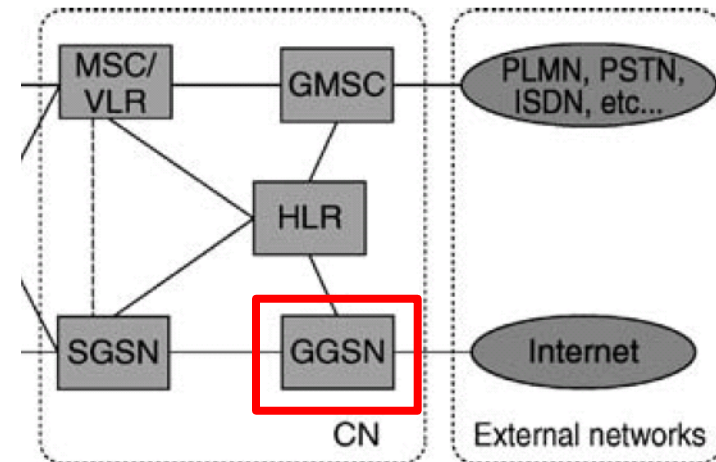 MSC/
VLR
GMSC
PLMN, PSTN,
ISDN, etc...
HLR
SGSN
GGSN
Internet
CN
External networks